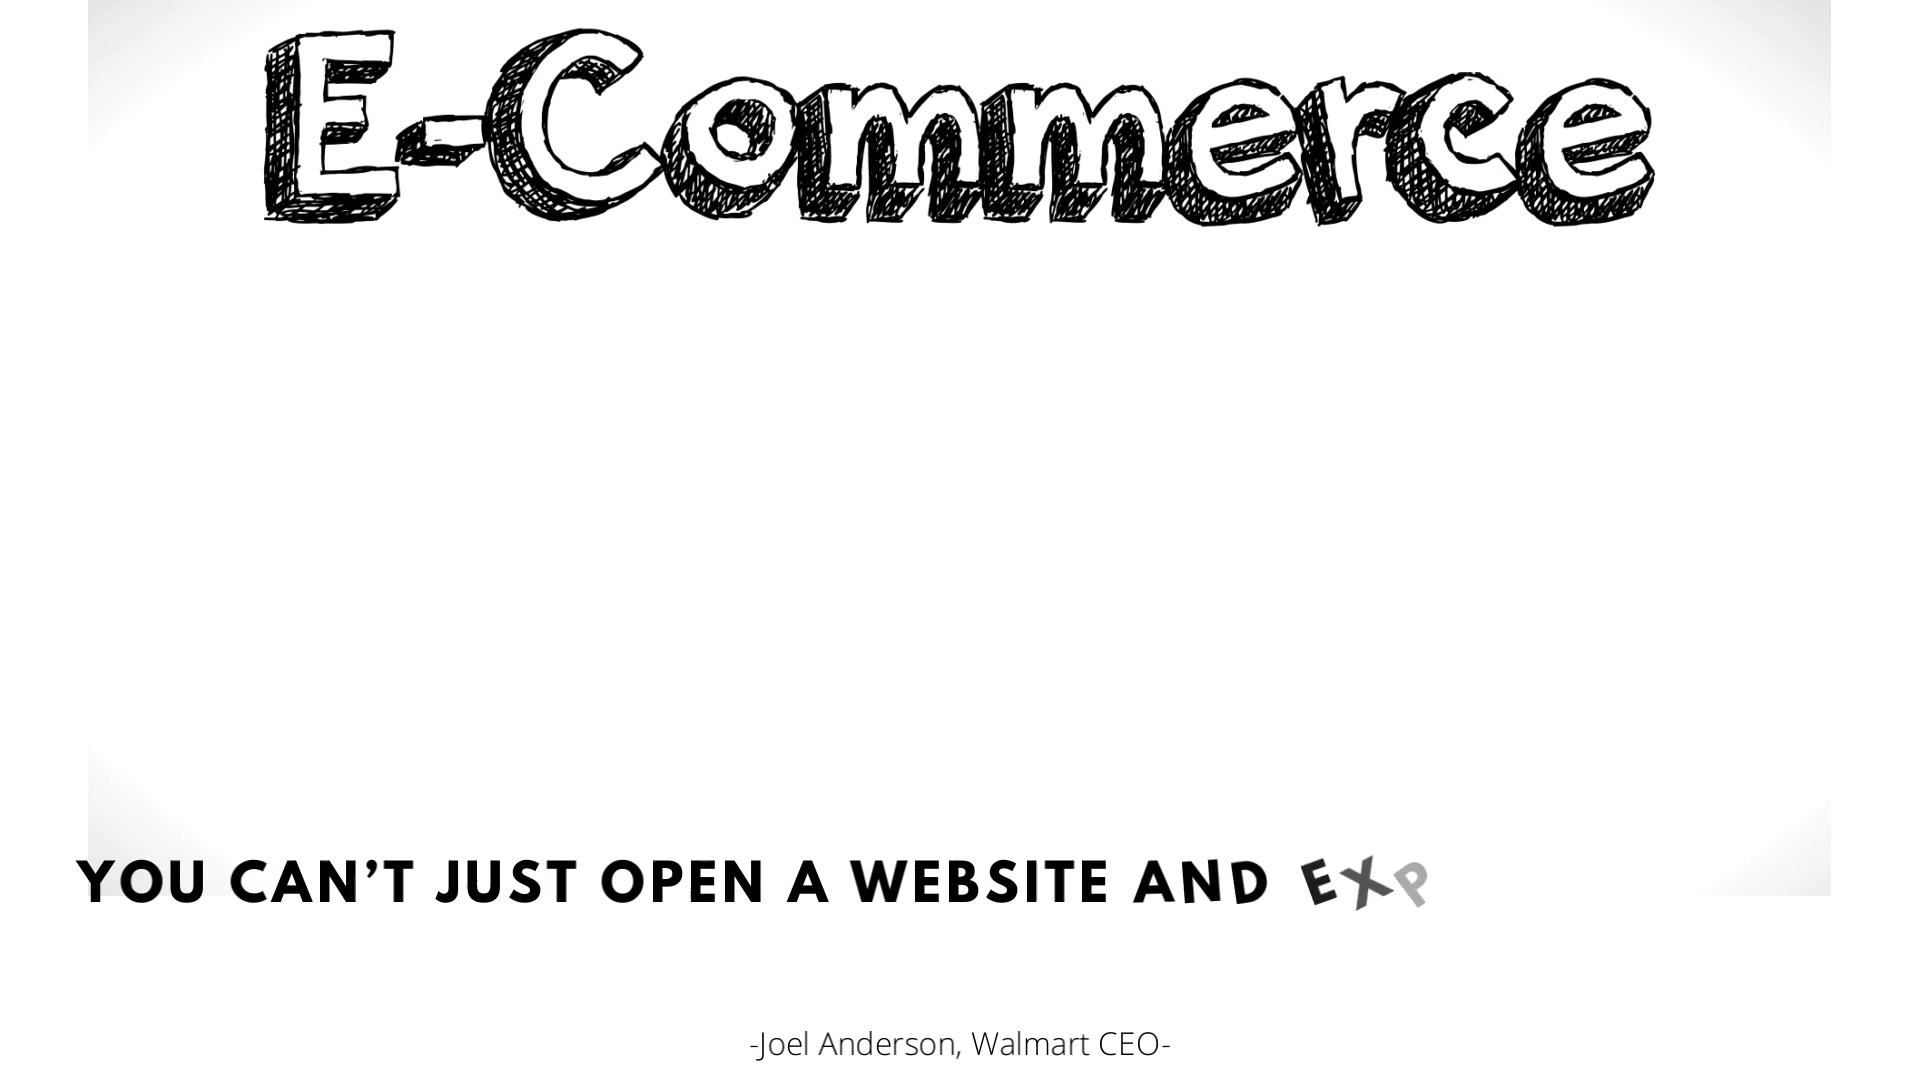 E-Commerce
YOU CAN’T JUST OPEN A WEBSITE AND EXP
-Joel Anderson, Walmart CEO-